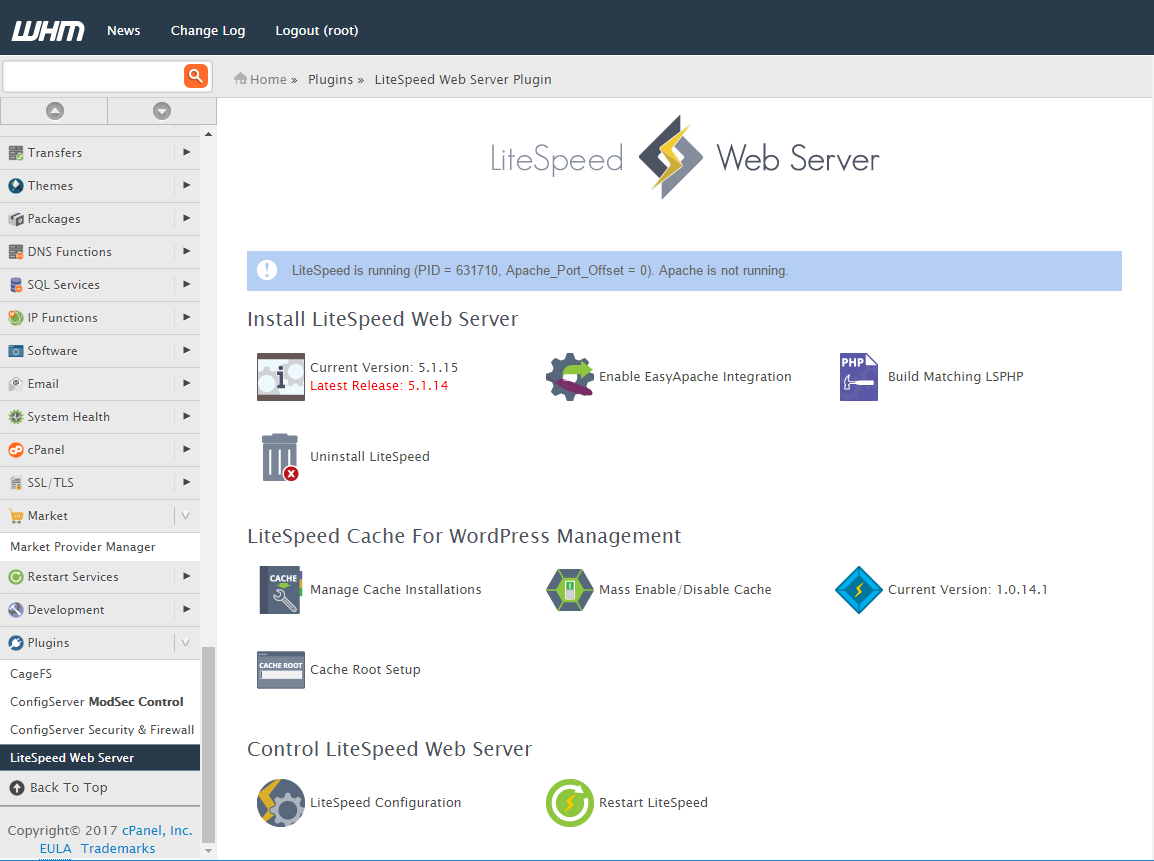 WHM News Change Log Logout (root)
Home » Plugins » LiteSpeed Web Server Plugin
Transfers
Themes
Packages
DNS Functions
SQL Services
IP Functions
Software
Email
System Health
cPanel
SSL/TLS
Market
Market Provider Manager
Restart Services
Development
Plugins
CageFS
ConfigServer ModSec Control
ConfigServer Security & Firewall
LiteSpeed Web Server
Back To Top
Copyright© 2017 cPanel, Inc.
EULA Trademarks
LiteSpeed Web Server
LiteSpeed is running (PID = 631710, Apache_Port_Offset = 0). Apache is not running.
Install LiteSpeed Web Server
Current Version: 5.1.15
Latest Release: 5.1.14
Enable EasyApache Integration
PHP
Build Matching LSPHP
Uninstall LiteSpeed
LiteSpeed Cache For WordPress Management
CACHE
Manage Cache Installations
Mass Enable/Disable Cache
Current Version: 1.0.14.1
CACHE ROOT
Cache Root Setup
Control LiteSpeed Web Server
LiteSpeed Configuration
Restart LiteSpeed